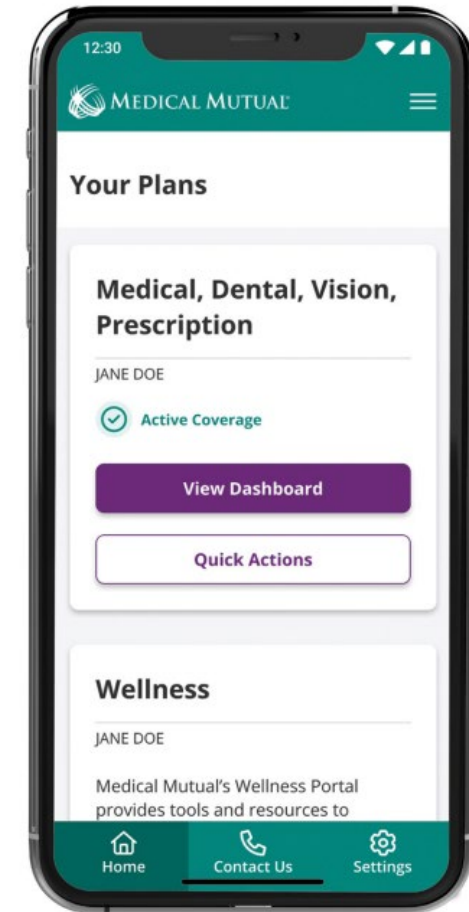 12:30
MEDICAL MUTUAL®
Your Plans
Medical, Dental, Vision,
Prescription
JANE DOE
Active Coverage
View Dashboard
Quick Actions
Wellness
JANE DOE
Medical Mutual’s Wellness Portal
provides tools and resources to
Home Contact Us Settings